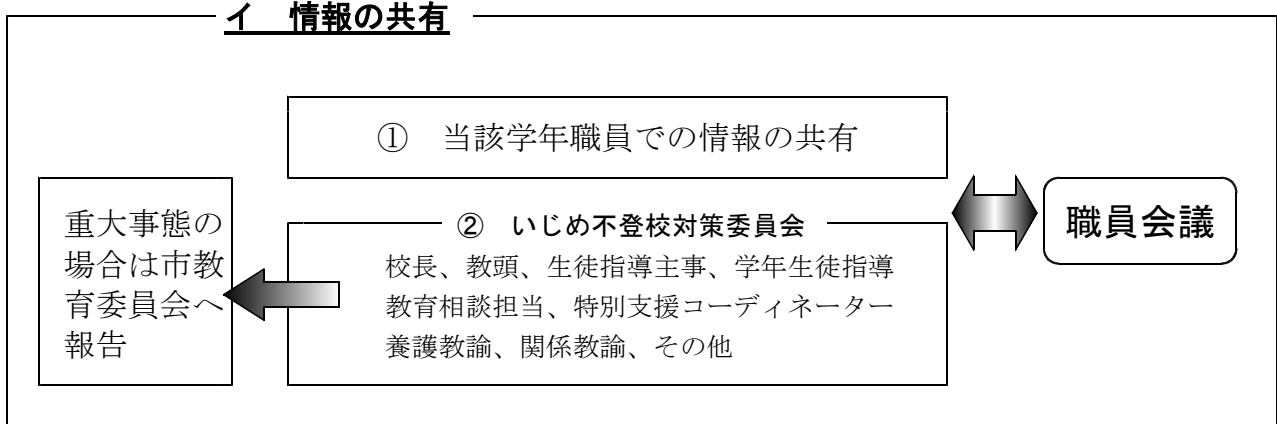 イ　情報の共有
①　当該学年職員での情報の共有
重大事態の
場合は市教
育委員会へ
報告
②　いじめ不登校対策委員会
校長、教頭、生徒指導主事、学年生徒指導
教育相談担当、特別支援コーディネーター
養護教諭、関係教諭、その他
職員会議